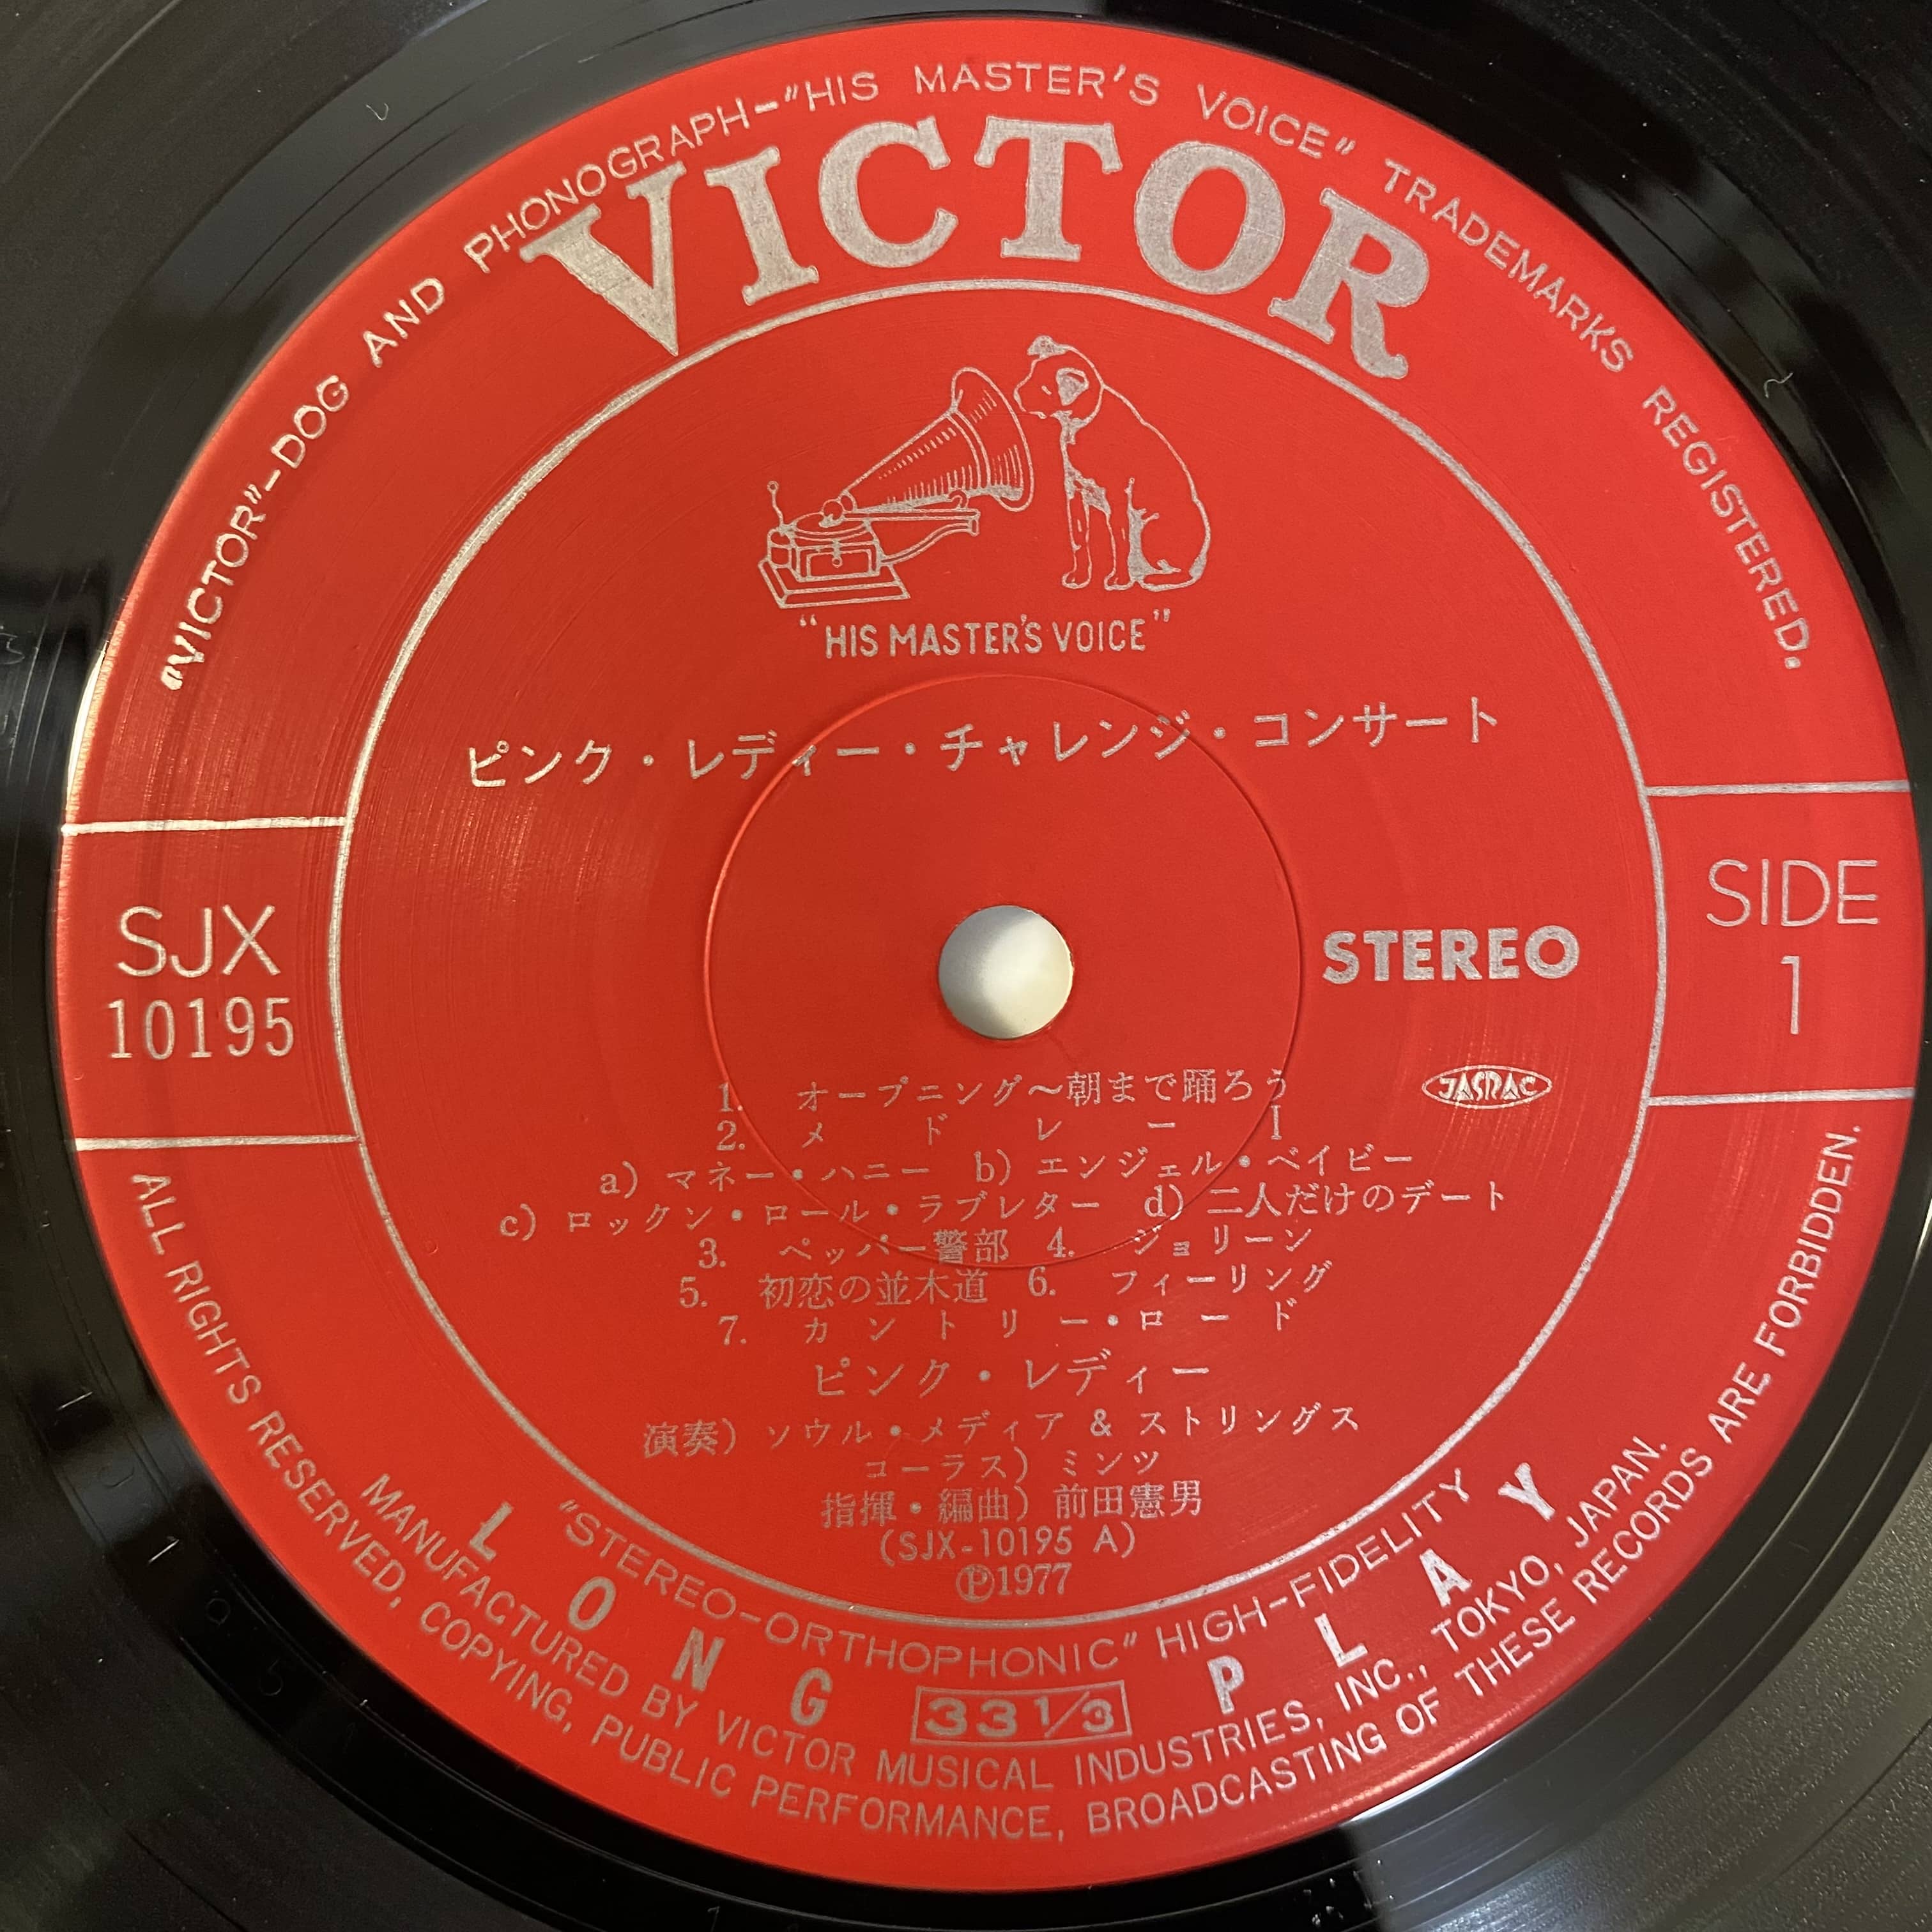 "VICTOR"-DOG AND PHONOGRAPH-"HIS MASTER'S VOICE" TRADEMARKS REGISTERED.
VICTOR
"HIS MASTER'S VOICE"
ピンク・レディー・チャレンジ・コンサート
SJX
10195
STEREO
SIDE
1
JASRAC
1. オープニング〜朝まで踊ろう
2. メドレーI
a) マネー・ハニー b) エンジェル・ベイビー
c) ロックン・ロール・ラブレター d) 二人だけのデート
3. ペッパー警部 4. ジョリーン
5. 初恋の並木道 6. フィーリング
7. カントリー・ロード
ピンク・レディー
演奏) ソウル・メディア & ストリングス
コーラス) ミンツ
指揮・編曲) 前田憲男
(SJX-10195 A)
Ⓟ1977
"STEREO-ORTHOPHONIC" HIGH-FIDELITY
LONG 33 1/3 PLAY
MANUFACTURED BY VICTOR MUSICAL INDUSTRIES, INC., TOKYO, JAPAN.
ALL RIGHTS RESERVED, COPYING, PUBLIC PERFORMANCE, BROADCASTING OF THESE RECORDS ARE FORBIDDEN.